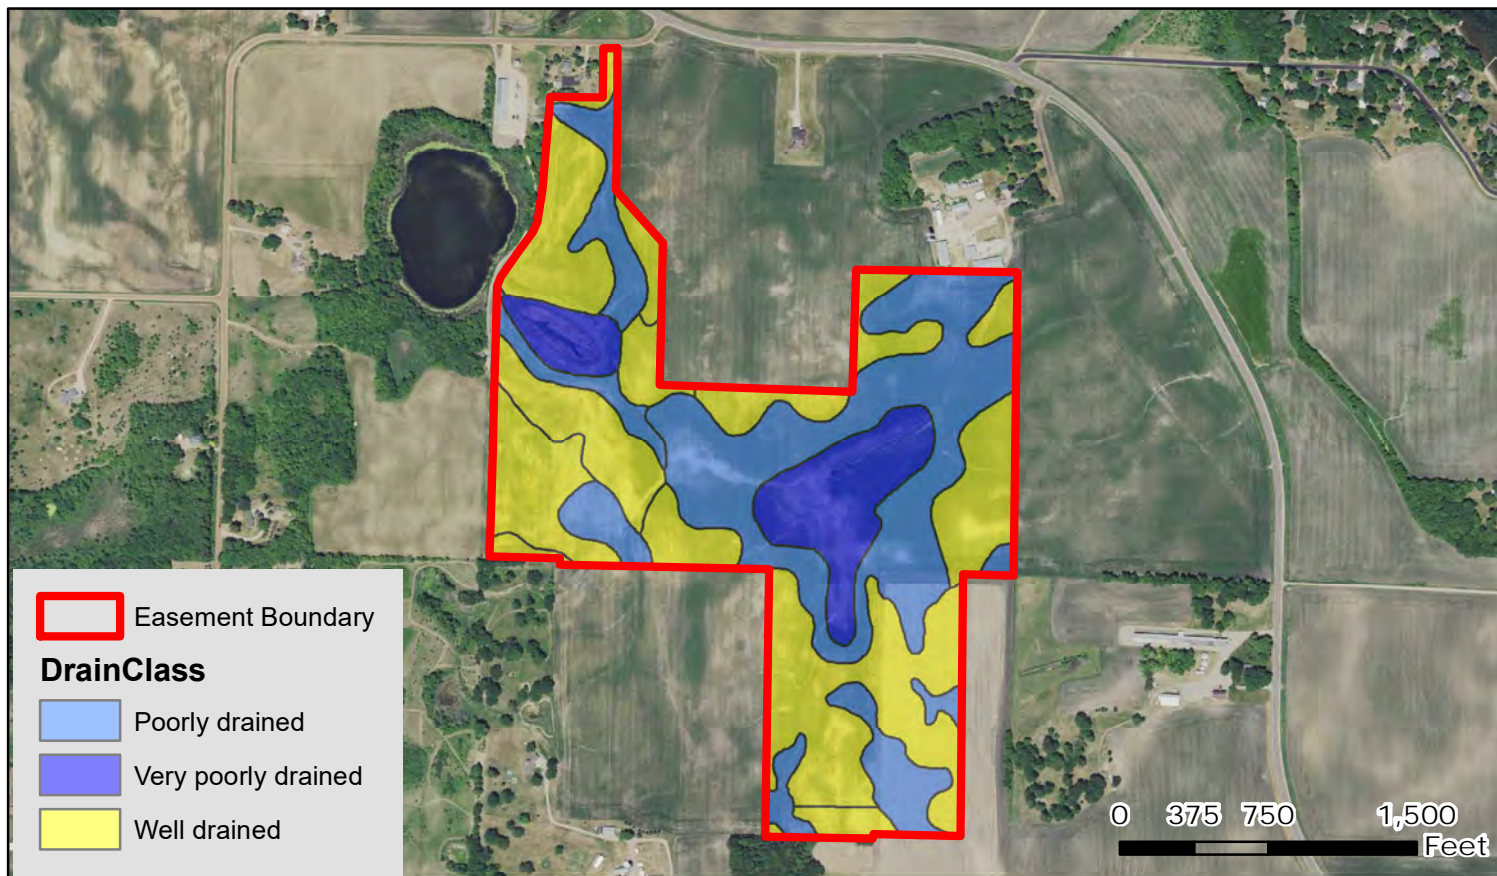 Easement Boundary
DrainClass
Poorly drained
Very poorly drained
Well drained
0 375 750 1,500
Feet